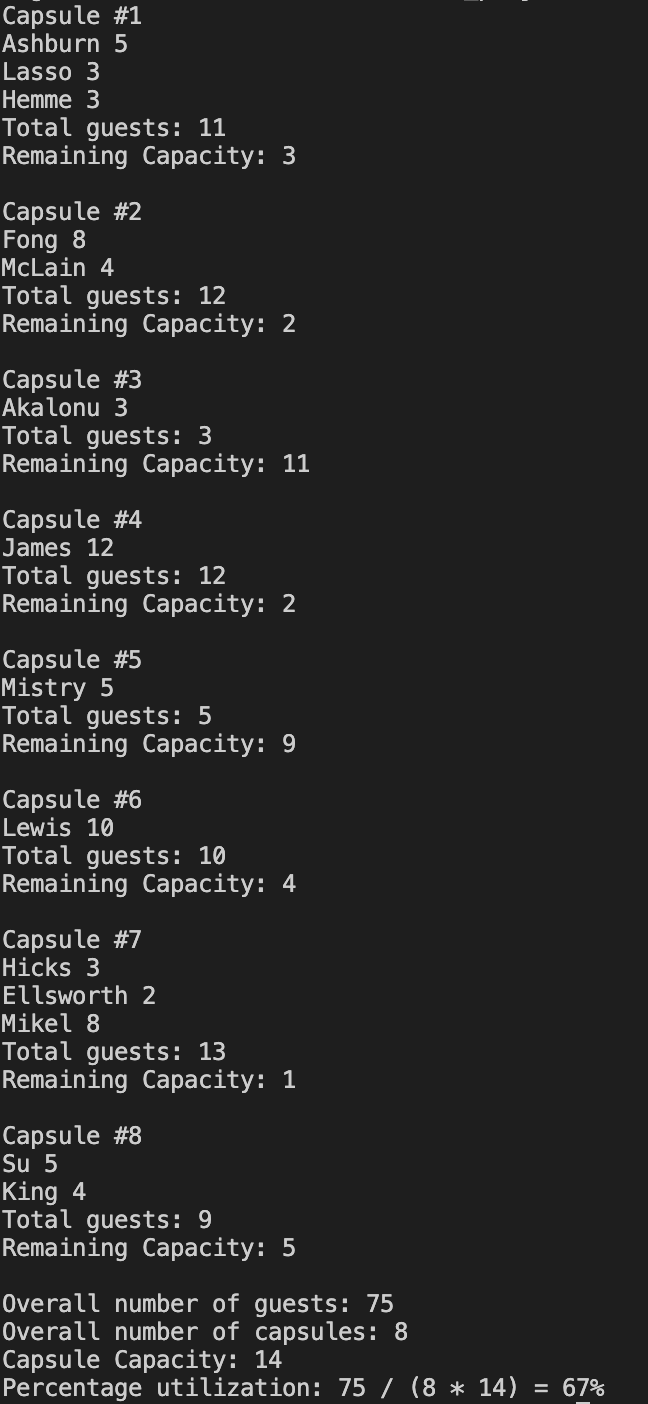 Capsule #1
Ashburn 5
Lasso 3
Hemme 3
Total guests: 11
Remaining Capacity: 3
Capsule #2
Fong 8
McLain 4
Total guests: 12
Remaining Capacity: 2
Capsule #3
Akalonu 3
Total guests: 3
Remaining Capacity: 11
Capsule #4
James 12
Total guests: 12
Remaining Capacity: 2
Capsule #5
Mistry 5
Total guests: 5
Remaining Capacity: 9
Capsule #6
Lewis 10
Total guests: 10
Remaining Capacity: 4
Capsule #7
Hicks 3
Ellsworth 2
Mikel 8
Total guests: 13
Remaining Capacity: 1
Capsule #8
Su 5
King 4
Total guests: 9
Remaining Capacity: 5
Overall number of guests: 75
Overall number of capsules: 8
Capsule Capacity: 14
Percentage utilization: 75 / (8 * 14) = 67%